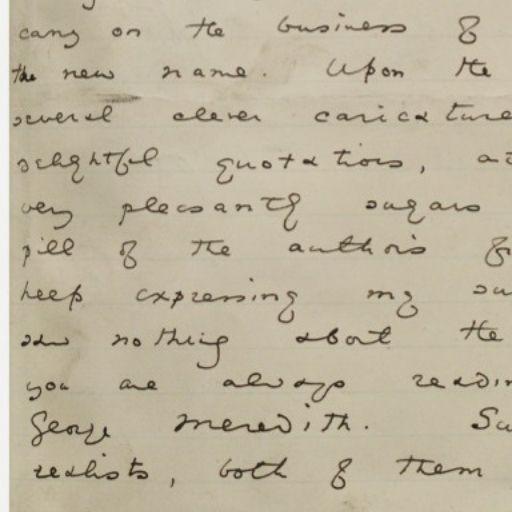 carry on the business of
the new name. Upon the
several clever caricature
delightful quotations, at
very pleasantly sugars
pill of the author's
keep expressing my su
saw nothing about the
you are always readin
George Meredith. Su
realists, both of them